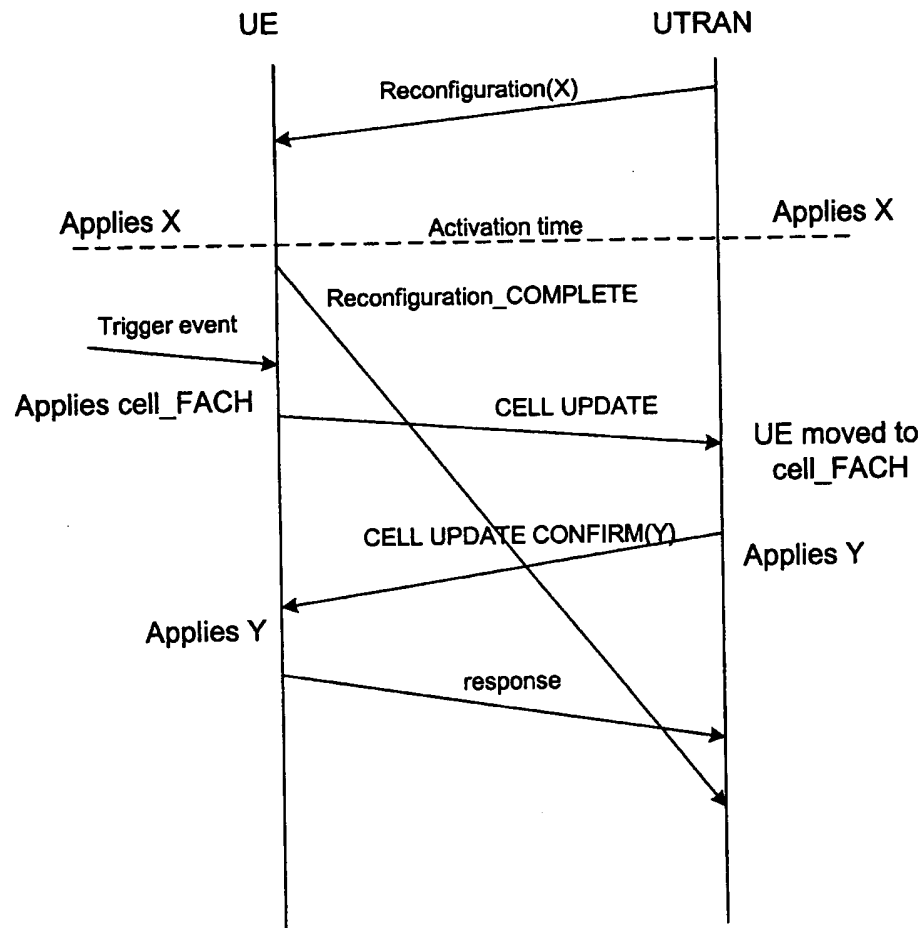 UE
UTRAN
Reconfiguration(X)
Applies X
Activation time
Applies X
Reconfiguration_COMPLETE
Trigger event
Applies cell_FACH
CELL UPDATE
UE moved to
cell_FACH
CELL UPDATE CONFIRM(Y)
Applies Y
Applies Y
response